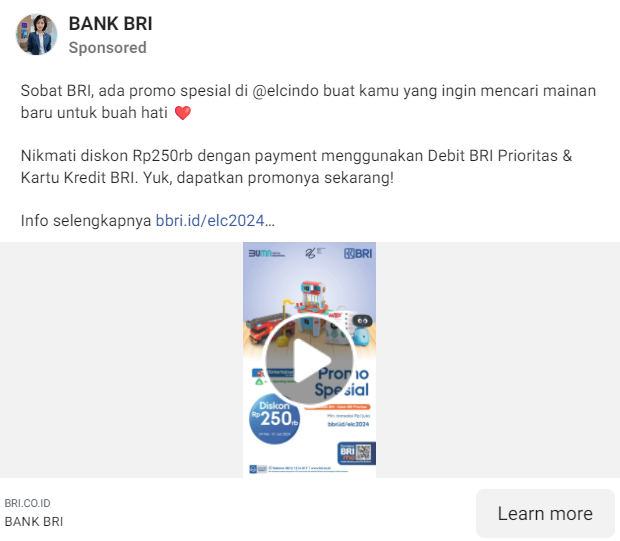 BANK BRI
Sponsored
Sobat BRI, ada promo spesial di @elcindo buat kamu yang ingin mencari mainan
baru untuk buah hati
Nikmati diskon Rp250rb dengan payment menggunakan Debit BRI Prioritas &
Kartu Kredit BRI. Yuk, dapatkan promonya sekarang!
Info selengkapnya bbri.id/elc2024...
BUMN
BRI
Promo
Spesial
Diskon
Rp 250rb
bbri.id/elc2024
BRI.CO.ID
BANK BRI
Learn more